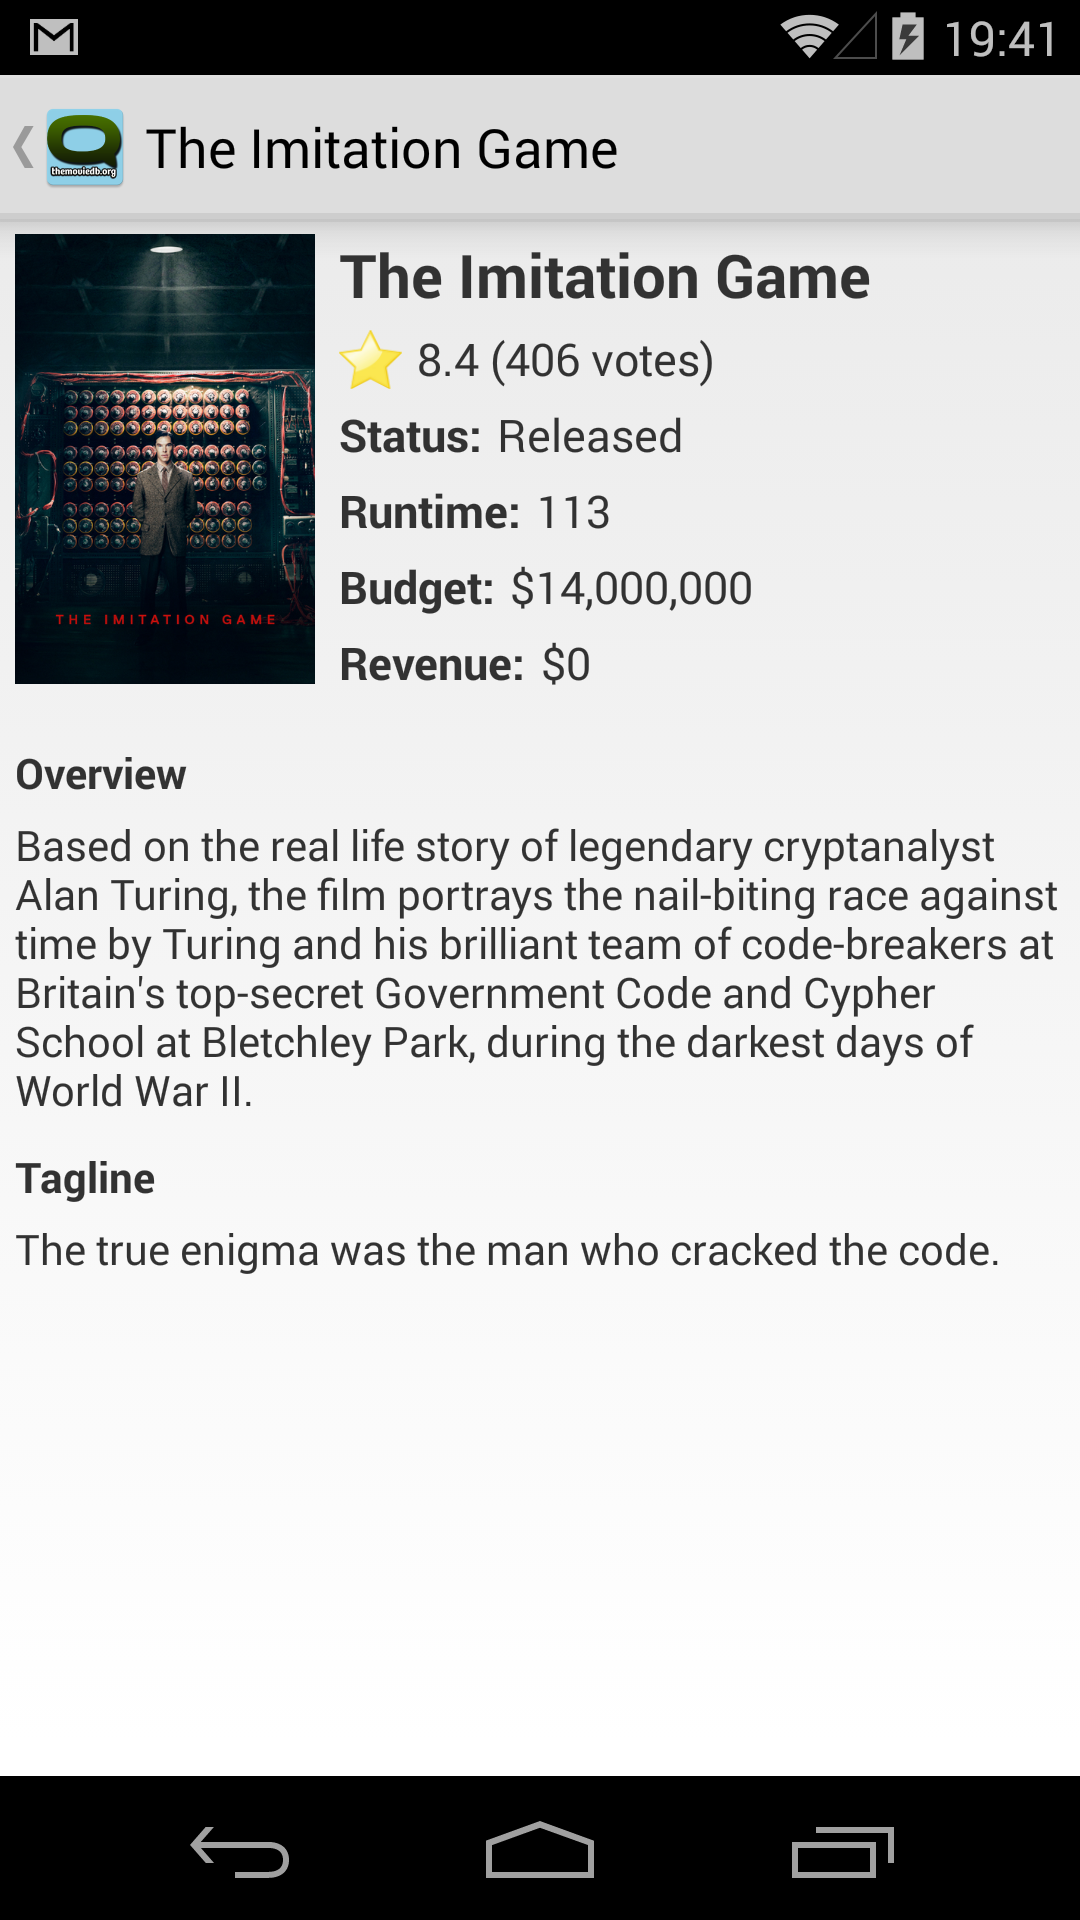 19:41
themoviedb.org
The Imitation Game
THE IMITATION GAME
The Imitation Game
8.4 (406 votes)
Status: Released
Runtime: 113
Budget: $14,000,000
Revenue: $0
Overview
Based on the real life story of legendary cryptanalyst
Alan Turing, the film portrays the nail-biting race against
time by Turing and his brilliant team of code-breakers at
Britain's top-secret Government Code and Cypher
School at Bletchley Park, during the darkest days of
World War II.
Tagline
The true enigma was the man who cracked the code.